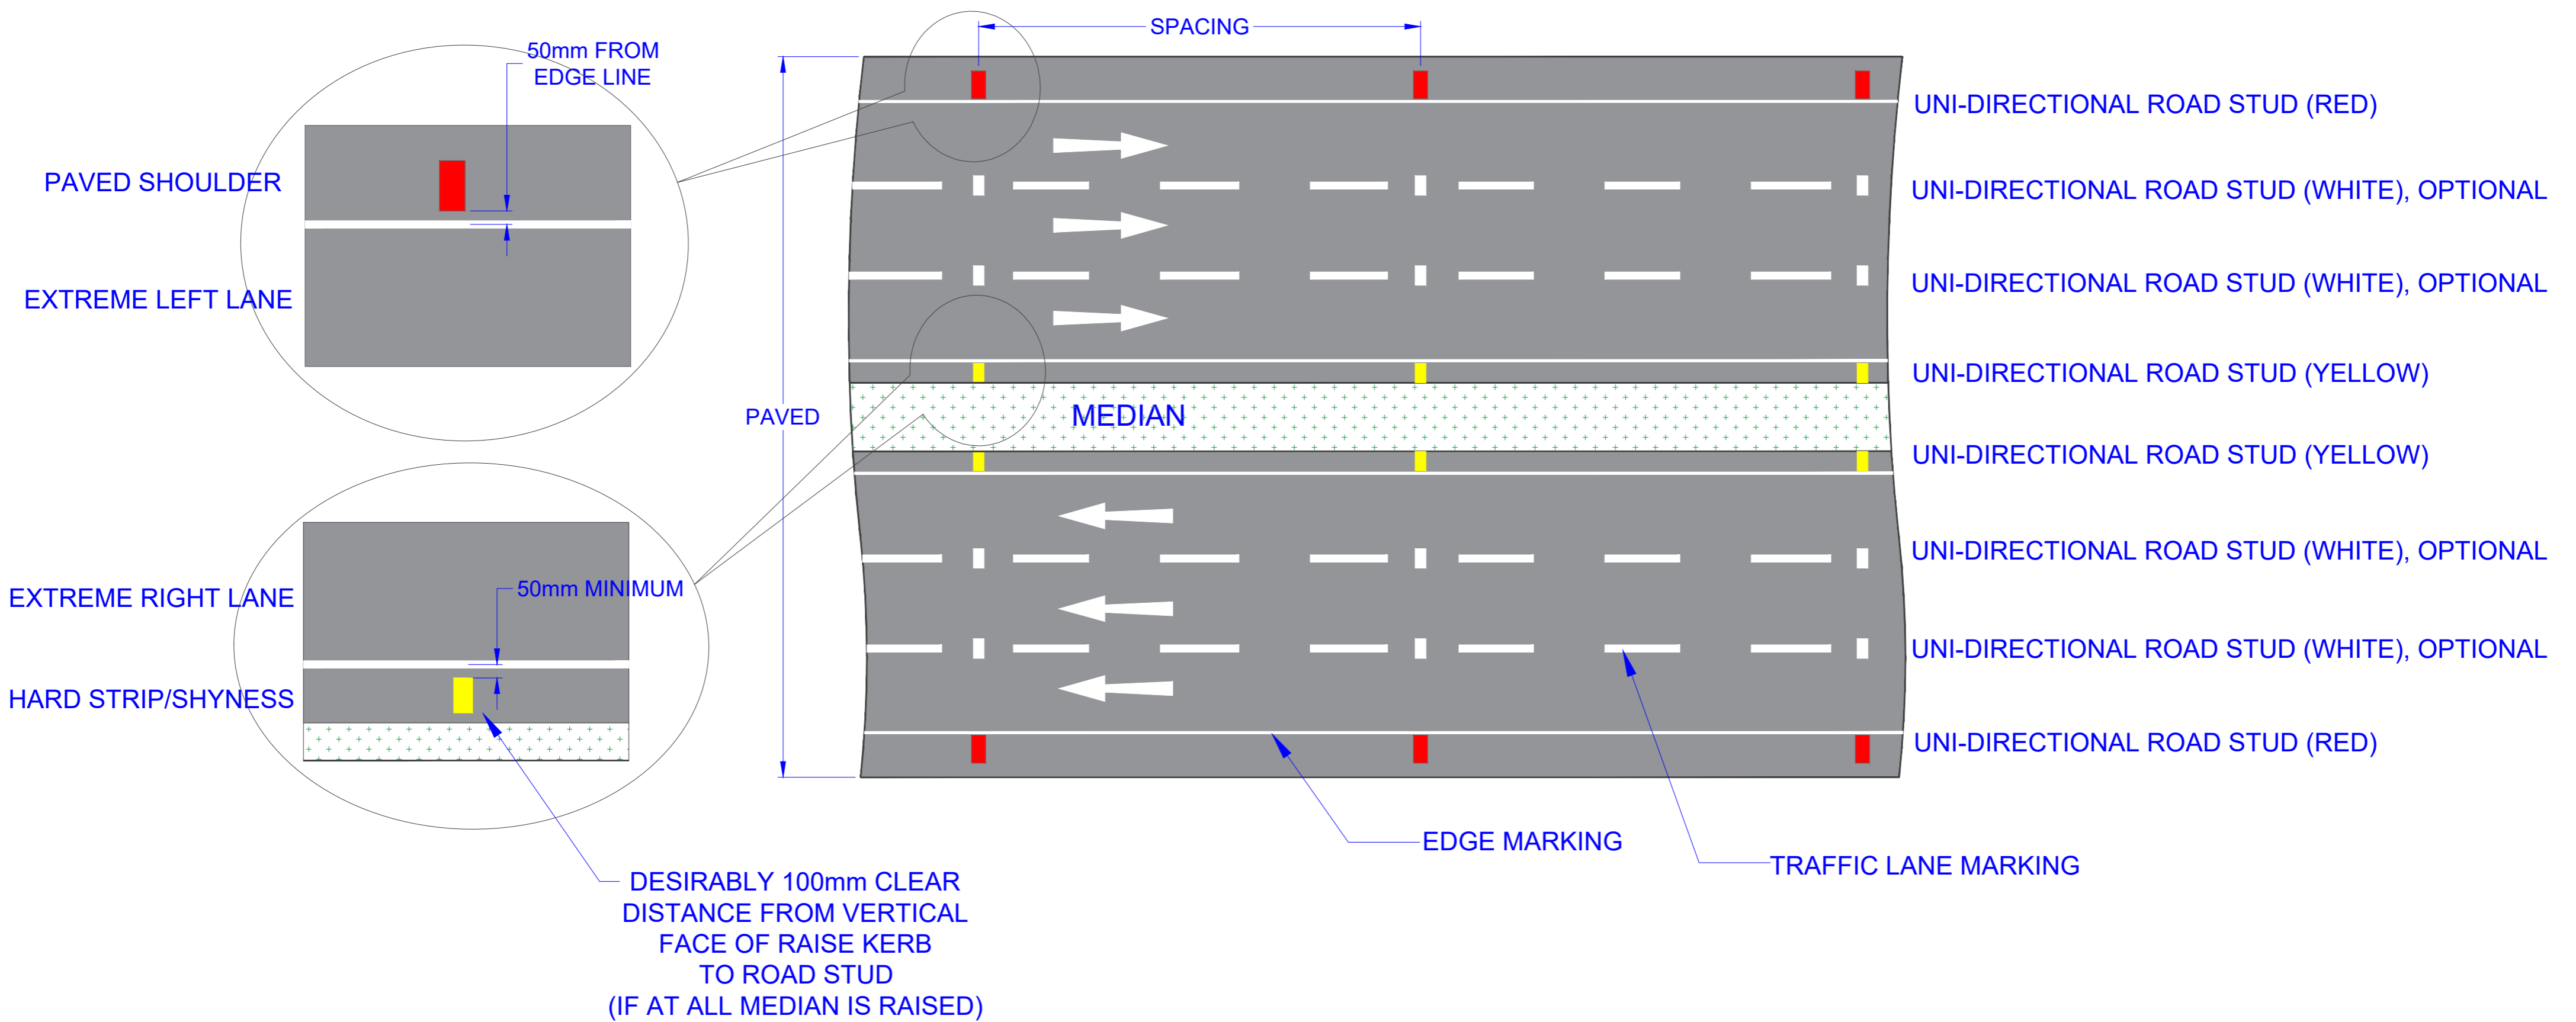 50mm FROM
EDGE LINE
PAVED SHOULDER
EXTREME LEFT LANE
EXTREME RIGHT LANE
50mm MINIMUM
HARD STRIP/SHYNESS
DESIRABLY 100mm CLEAR
DISTANCE FROM VERTICAL
FACE OF RAISE KERB
TO ROAD STUD
(IF AT ALL MEDIAN IS RAISED)
SPACING
PAVED
MEDIAN
UNI-DIRECTIONAL ROAD STUD (RED)
UNI-DIRECTIONAL ROAD STUD (WHITE), OPTIONAL
UNI-DIRECTIONAL ROAD STUD (WHITE), OPTIONAL
UNI-DIRECTIONAL ROAD STUD (YELLOW)
UNI-DIRECTIONAL ROAD STUD (YELLOW)
UNI-DIRECTIONAL ROAD STUD (WHITE), OPTIONAL
UNI-DIRECTIONAL ROAD STUD (WHITE), OPTIONAL
UNI-DIRECTIONAL ROAD STUD (RED)
EDGE MARKING
TRAFFIC LANE MARKING